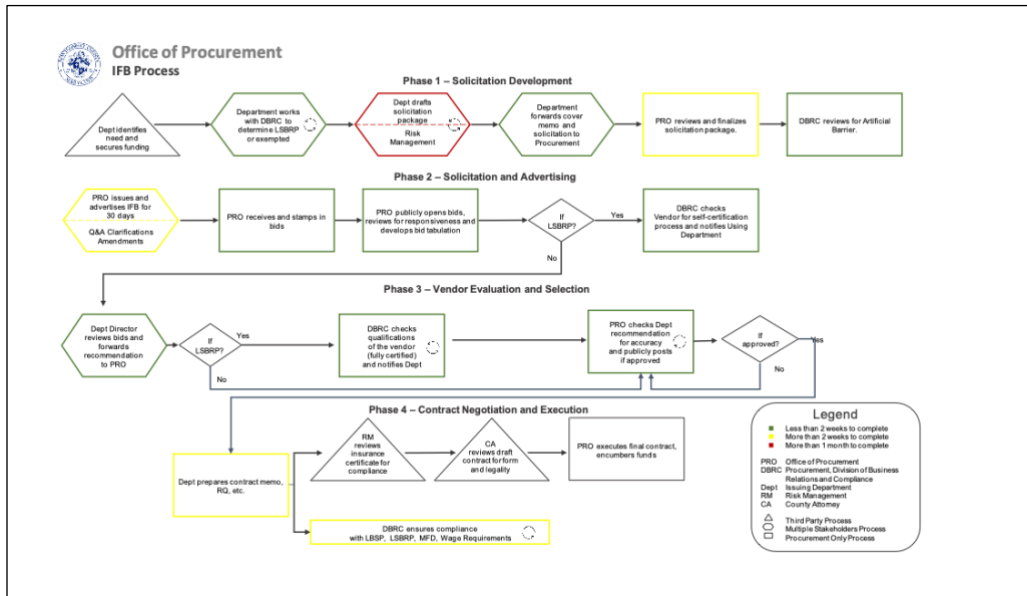 Office of Procurement
IFB Process
Phase 1 – Solicitation Development
Dept identifies
need and
secures funding
Department works
with DBRC to
determine LSBRP
or exempted
Dept drafts
solicitation
package
Risk
Management
Department
forwards cover
memo and
solicitation to
Procurement
PRO reviews and finalizes
solicitation package.
DBRC reviews for Artificial
Barrier.
Phase 2 – Solicitation and Advertising
PRO issues and
advertises IFB for
30 days
Q&A Clarifications
Amendments
PRO receives and stamps in
bids
PRO publicly opens bids,
reviews for responsiveness and
develops bid tabulation
If
LSBRP?
Yes
No
DBRC checks
Vendor for self-certification
process and notifies Using
Department
Phase 3 – Vendor Evaluation and Selection
Dept Director
reviews bids and
forwards
recommendation
to PRO
If
LSBRP?
Yes
No
DBRC checks
qualifications
of the vendor
(fully certified)
and notifies Dept
PRO checks Dept
recommendation
for accuracy
and publicly posts
if approved
If
approved?
Yes
No
Phase 4 – Contract Negotiation and Execution
Dept prepares contract memo,
RQ, etc.
RM
reviews
insurance
certificate for
compliance
CA
reviews draft
contract for form
and legality
PRO executes final contract,
encumbers funds
DBRC ensures compliance
with LBSP, LSBRP, MFD, Wage Requirements
Legend
Less than 2 weeks to complete
More than 2 weeks to complete
More than 1 month to complete
PRO Office of Procurement
DBRC Procurement, Division of Business
Relations and Compliance
Dept Issuing Department
RM Risk Management
CA County Attorney
Third Party Process
Multiple Stakeholders Process
Procurement Only Process